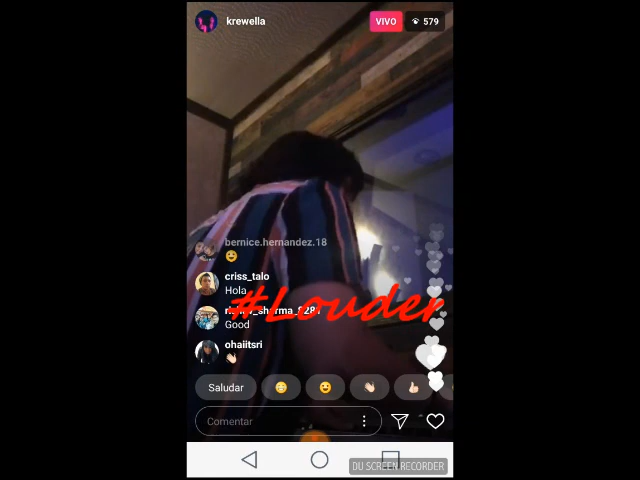 krewella
VIVO
579
bernice.hernandez.18
criss_talo
Hola
#Louder
Good
ohaiitsri
Saludar
Comentar
DU SCREEN RECORDER